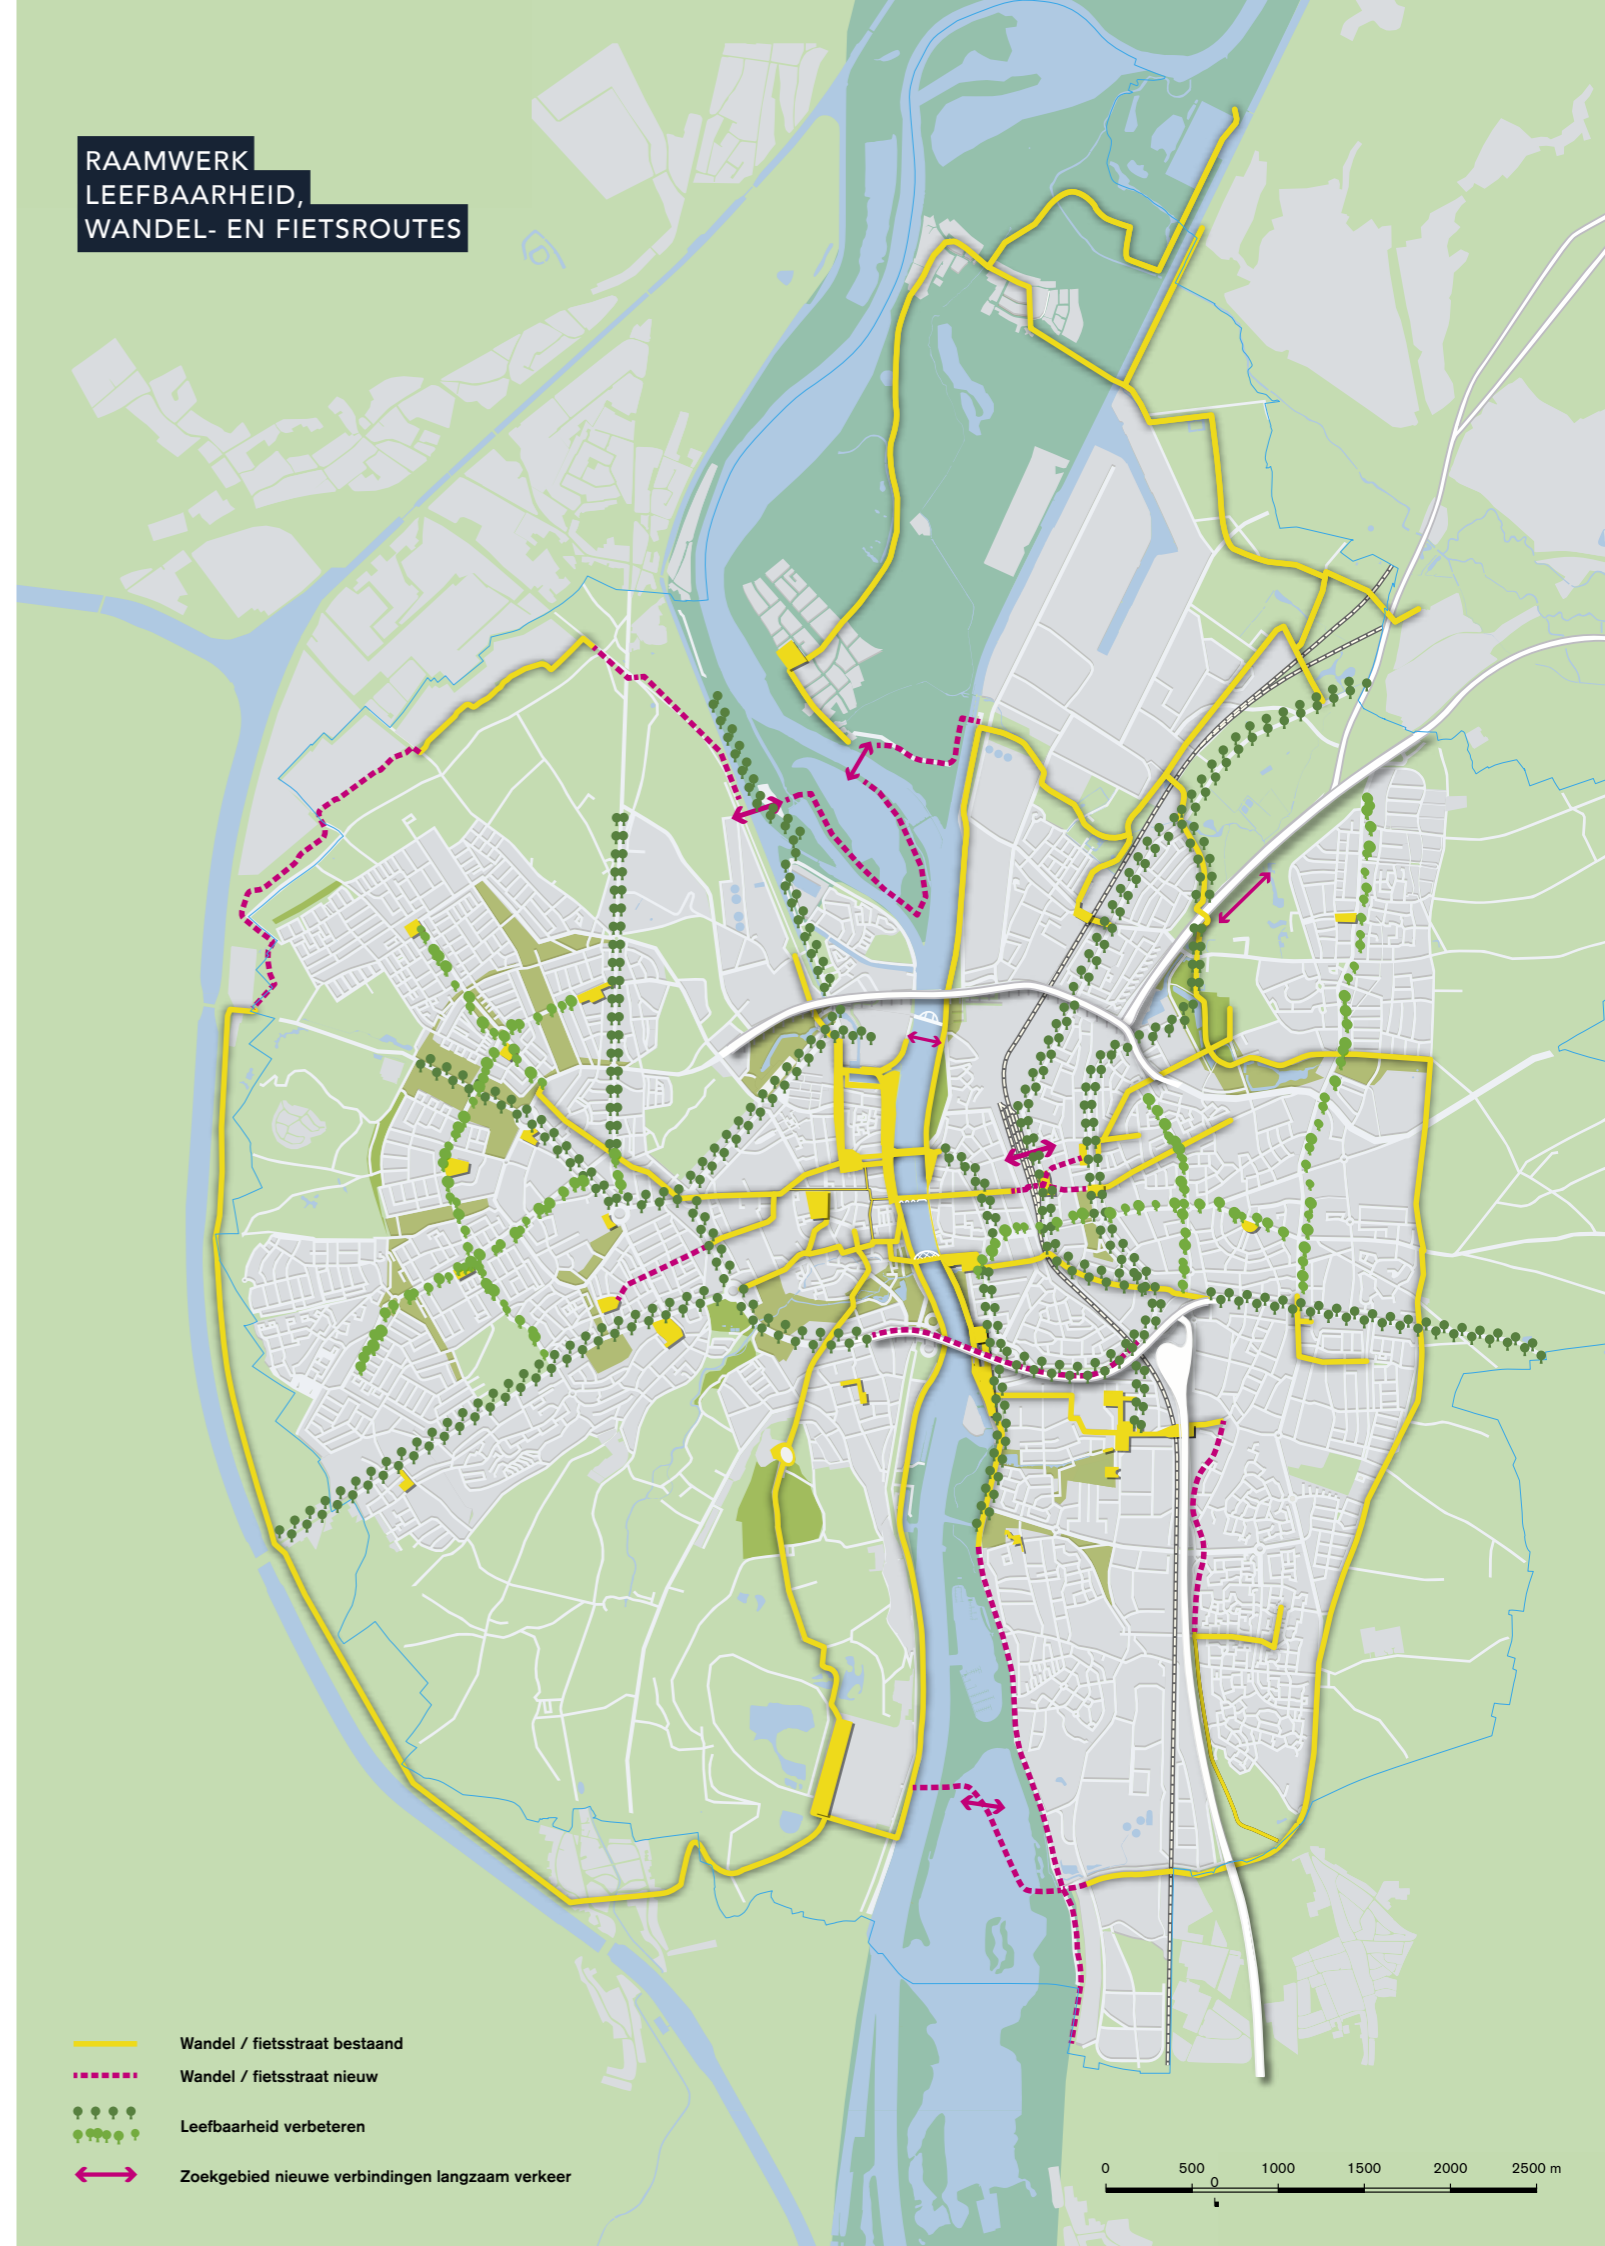 RAAMWERK
LEEFBAARHEID,
WANDEL- EN FIETSROUTES
Wandel / fietsstraat bestaand
Wandel / fietsstraat nieuw
Leefbaarheid verbeteren
Zoekgebied nieuwe verbindingen langzaam verkeer
0 500 1000 1500 2000 2500 m
0